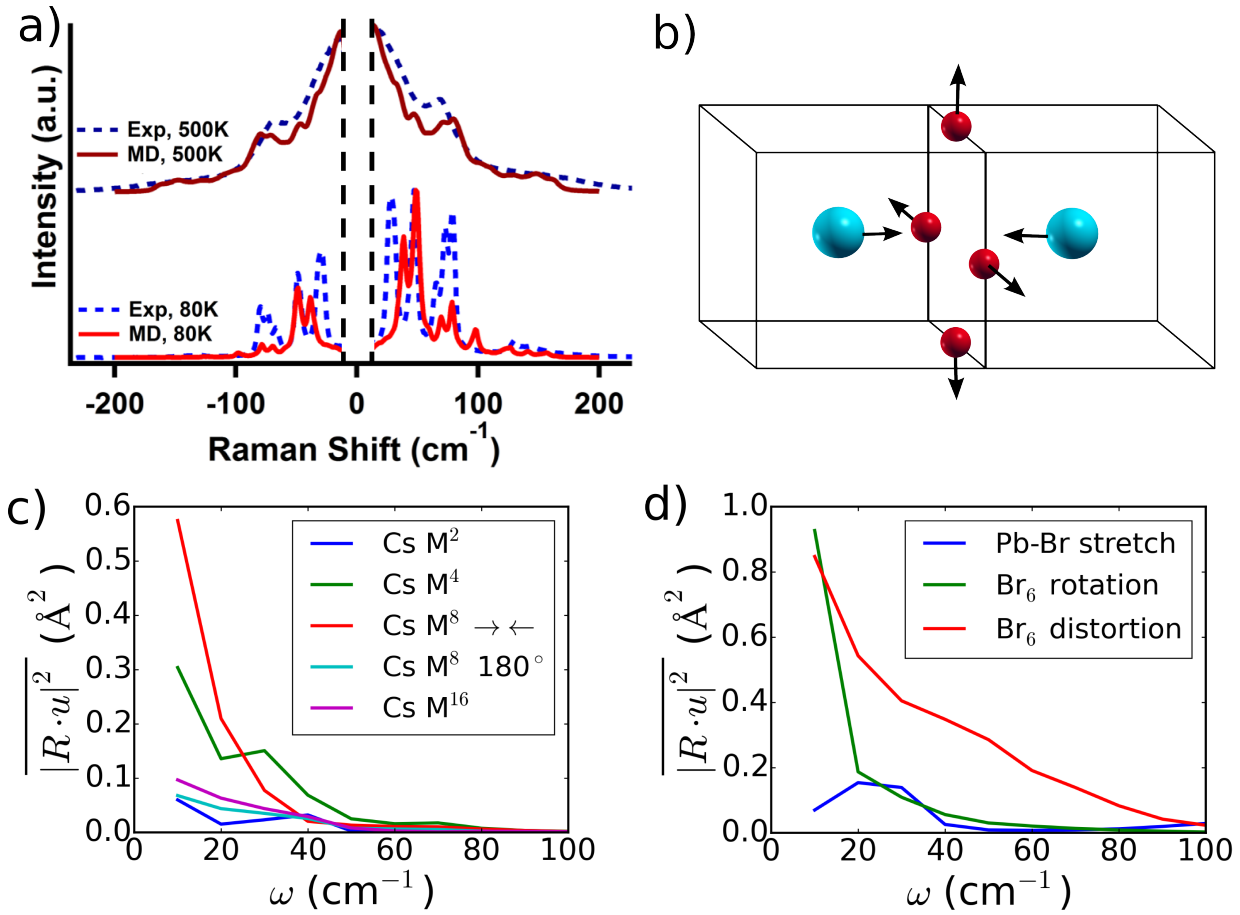 a)
Intensity (a.u.)
Exp, 500K
MD, 500K
Exp, 80K
MD, 80K
-200 -100 0 100 200
Raman Shift (cm⁻¹)
b)
c)
|R·u|² (Å²)
0.6
0.5
0.4
0.3
0.2
0.1
0.0
Cs M²
Cs M⁴
Cs M⁸ →←
Cs M⁸ 180°
Cs M¹⁶
0 20 40 60 80 100
ω (cm⁻¹)
d)
|R·u|² (Å²)
1.0
0.8
0.6
0.4
0.2
0.0
Pb-Br stretch
Br₆ rotation
Br₆ distortion
0 20 40 60 80 100
ω (cm⁻¹)